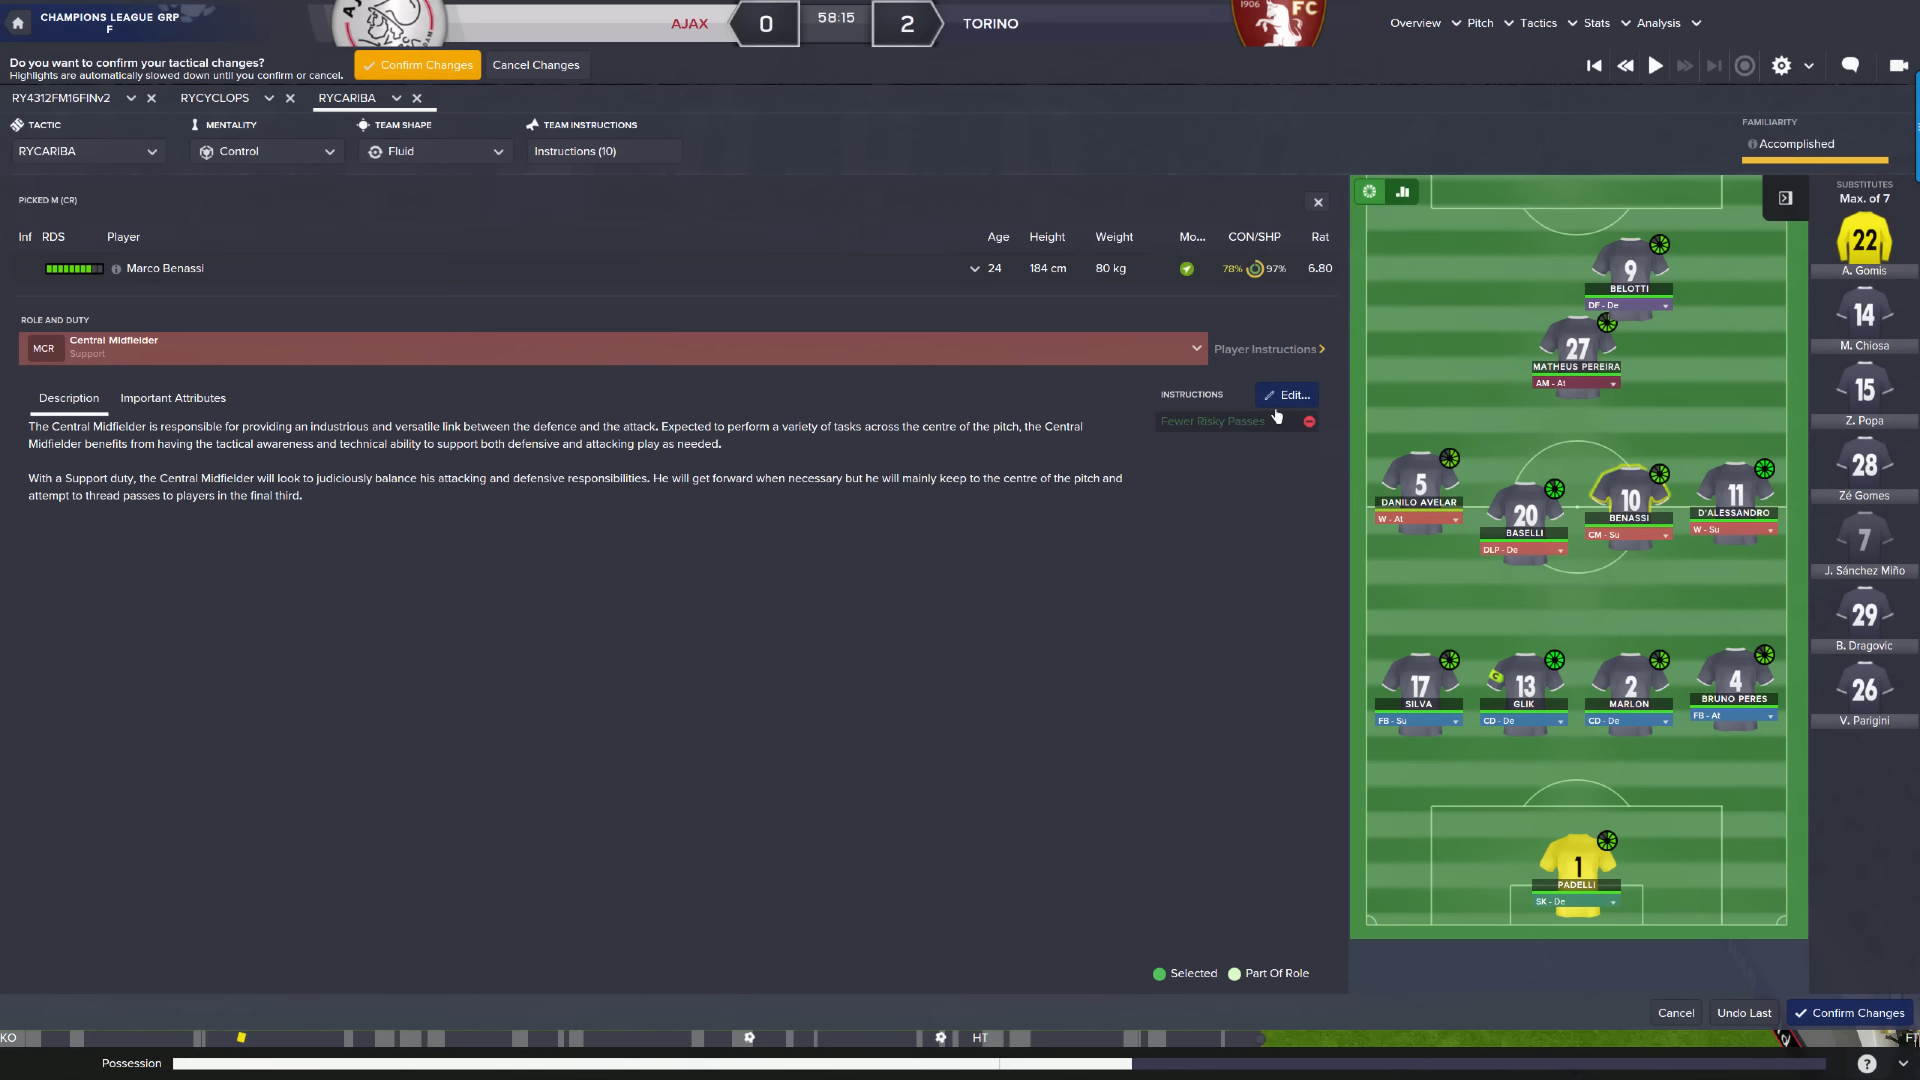 CHAMPIONS LEAGUE GRP
F
AJAX
0
58:15
2
TORINO
1906
FC
Overview
Pitch
Tactics
Stats
Analysis
Do you want to confirm your tactical changes?
Highlights are automatically slowed down until you confirm or cancel.
Confirm Changes
Cancel Changes
RY4312FM16FINv2
RYCYCLOPS
RYCARIBA
TACTIC
MENTALITY
TEAM SHAPE
TEAM INSTRUCTIONS
RYCARIBA
Control
Fluid
Instructions (10)
FAMILIARITY
Accomplished
PICKED M (CR)
Inf RDS Player Age Height Weight Mo... CON/SHP Rat
Marco Benassi 24 184 cm 80 kg 78% 97% 6.80
ROLE AND DUTY
MCR
Central Midfielder
Support
Player Instructions
Description
Important Attributes
INSTRUCTIONS
Edit...
Fewer Risky Passes
The Central Midfielder is responsible for providing an industrious and versatile link between the defence and the attack. Expected to perform a variety of tasks across the centre of the pitch, the Central
Midfielder benefits from having the tactical awareness and technical ability to support both defensive and attacking play as needed.
With a Support duty, the Central Midfielder will look to judiciously balance his attacking and defensive responsibilities. He will get forward when necessary but he will mainly keep to the centre of the pitch and
attempt to thread passes to players in the final third.
Selected
Part Of Role
9
BELOTTI
DF - De
27
MATHEUS PEREIRA
AM - At
5
DANILO AVELAR
W - At
20
BASELLI
DLP - De
10
BENASSI
CM - Su
11
D'ALESSANDRO
W - Su
17
SILVA
FB - Su
C
13
GLIK
CD - De
2
MARLON
CD - De
4
BRUNO PERES
FB - At
1
PADELLI
SK - De
SUBSTITUTES
Max. of 7
22
A. Gomis
14
M. Chiosa
15
Z. Popa
28
Zé Gomes
7
J. Sánchez Miño
29
B. Dragovic
26
V. Parigini
Cancel
Undo Last
Confirm Changes
KO
HT
FT
Possession
?